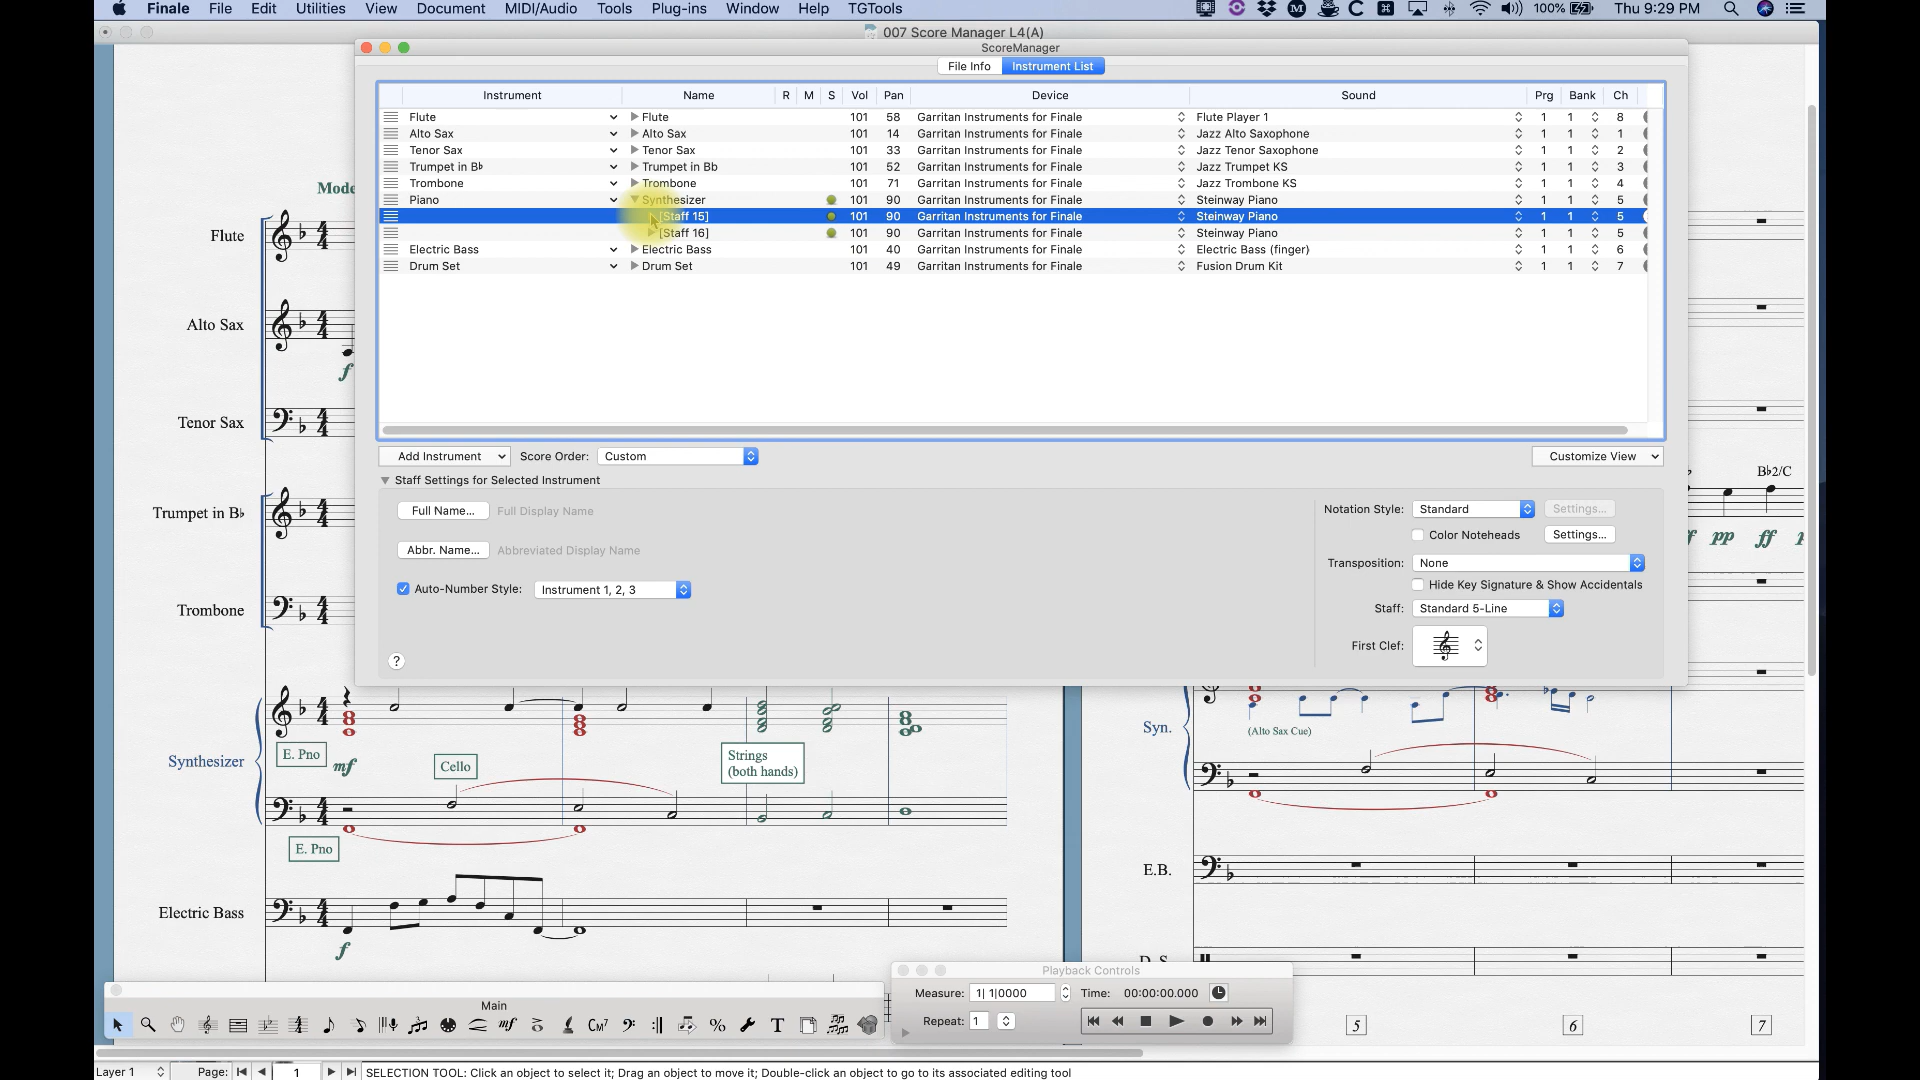 Finale File Edit Utilities View Document MIDI/Audio Tools Plug-ins Window Help TGTools 100% Thu 9:29 PM
007 Score Manager L4(A)
ScoreManager
File Info Instrument List
Instrument Name R M S Vol Pan Device Sound Prg Bank Ch
Flute Flute 101 58 Garritan Instruments for Finale Flute Player 1 1 1 8
Alto Sax Alto Sax 101 14 Garritan Instruments for Finale Jazz Alto Saxophone 1 1 1
Tenor Sax Tenor Sax 101 33 Garritan Instruments for Finale Jazz Tenor Saxophone 1 1 2
Trumpet in B♭ Trumpet in Bb 101 52 Garritan Instruments for Finale Jazz Trumpet KS 1 1 3
Trombone Trombone 101 71 Garritan Instruments for Finale Jazz Trombone KS 1 1 4
Piano Synthesizer 101 90 Garritan Instruments for Finale Steinway Piano 1 1 5
[Staff 15] 101 90 Garritan Instruments for Finale Steinway Piano 1 1 5
[Staff 16] 101 90 Garritan Instruments for Finale Steinway Piano 1 1 5
Electric Bass Electric Bass 101 40 Garritan Instruments for Finale Electric Bass (finger) 1 1 6
Drum Set Drum Set 101 49 Garritan Instruments for Finale Fusion Drum Kit 1 1 7
Add Instrument Score Order: Custom Customize View
Staff Settings for Selected Instrument
Full Name... Full Display Name
Abbr. Name... Abbreviated Display Name
Auto-Number Style: Instrument 1, 2, 3
Notation Style: Standard Settings...
Color Noteheads Settings...
Transposition: None
Hide Key Signature & Show Accidentals
Staff: Standard 5-Line
First Clef:
?
Mode
Flute
Alto Sax
f
Tenor Sax
Trumpet in B♭
Trombone
B♭2/C
f pp ff
Synthesizer
E. Pno mf
Cello
Strings
(both hands)
E. Pno
Electric Bass
f
Syn.
(Alto Sax Cue)
E.B.
D. S.
5 6 7
Main
CM7 mf % T
Playback Controls
Measure: 1| 1|0000 Time: 00:00:00.000
Repeat: 1
Layer 1 Page: 1 SELECTION TOOL: Click an object to select it; Drag an object to move it; Double-click an object to go to its associated editing tool